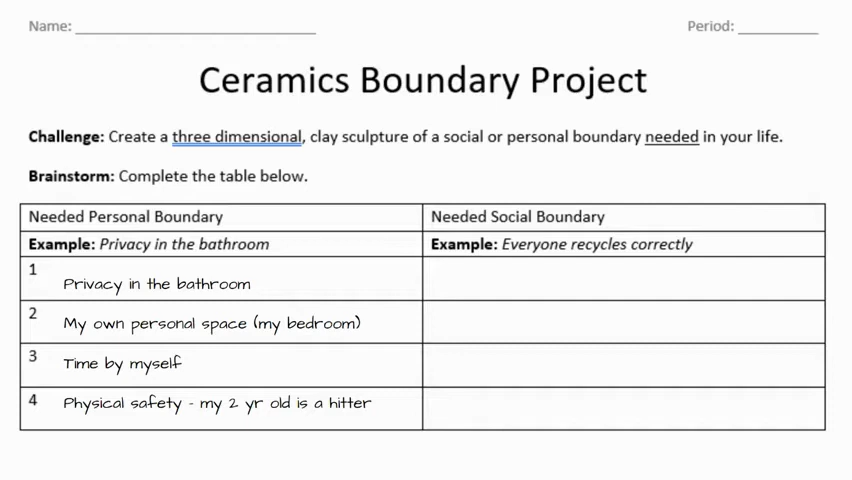 Name: ____________________ Period: ________
Ceramics Boundary Project
Challenge: Create a three dimensional, clay sculpture of a social or personal boundary needed in your life.
Brainstorm: Complete the table below.
Needed Personal Boundary Needed Social Boundary
Example: Privacy in the bathroom Example: Everyone recycles correctly
1 Privacy in the bathroom
2 My own personal space (my bedroom)
3 Time by myself
4 Physical safety - my 2 yr old is a hitter